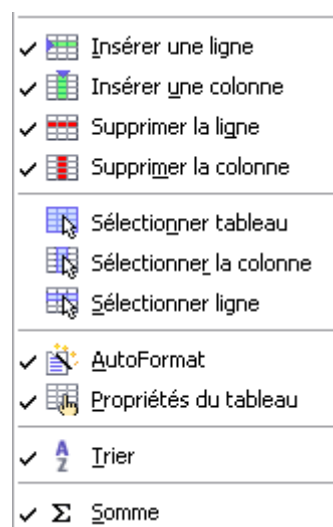 Insérer une ligne
Insérer une colonne
Supprimer la ligne
Supprimer la colonne
Sélectionner tableau
Sélectionner la colonne
Sélectionner ligne
AutoFormat
Propriétés du tableau
Trier
Σ Somme